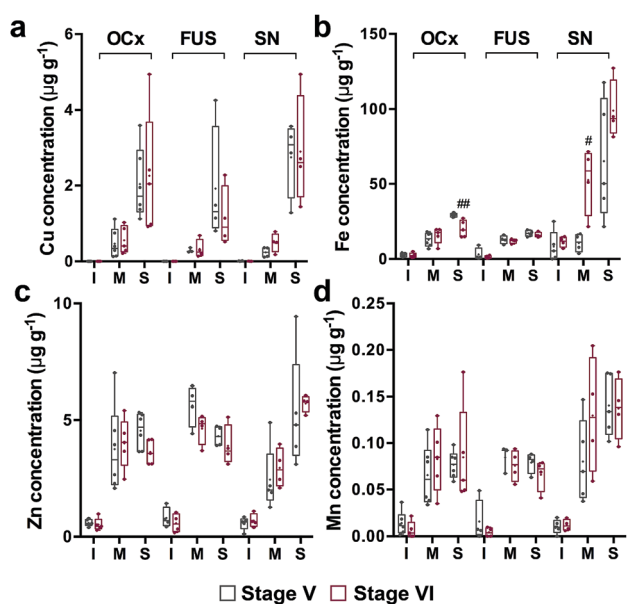 a
OCx FUS SN
Cu concentration (µg g-1)
6
4
2
0
I M S I M S I M S
b
OCx FUS SN
Fe concentration (µg g-1)
150
100
50
0
##
#
I M S I M S I M S
c
Zn concentration (µg g-1)
10
5
0
I M S I M S I M S
d
Mn concentration (µg g-1)
0.25
0.20
0.15
0.10
0.05
0.00
I M S I M S I M S
Stage V Stage VI